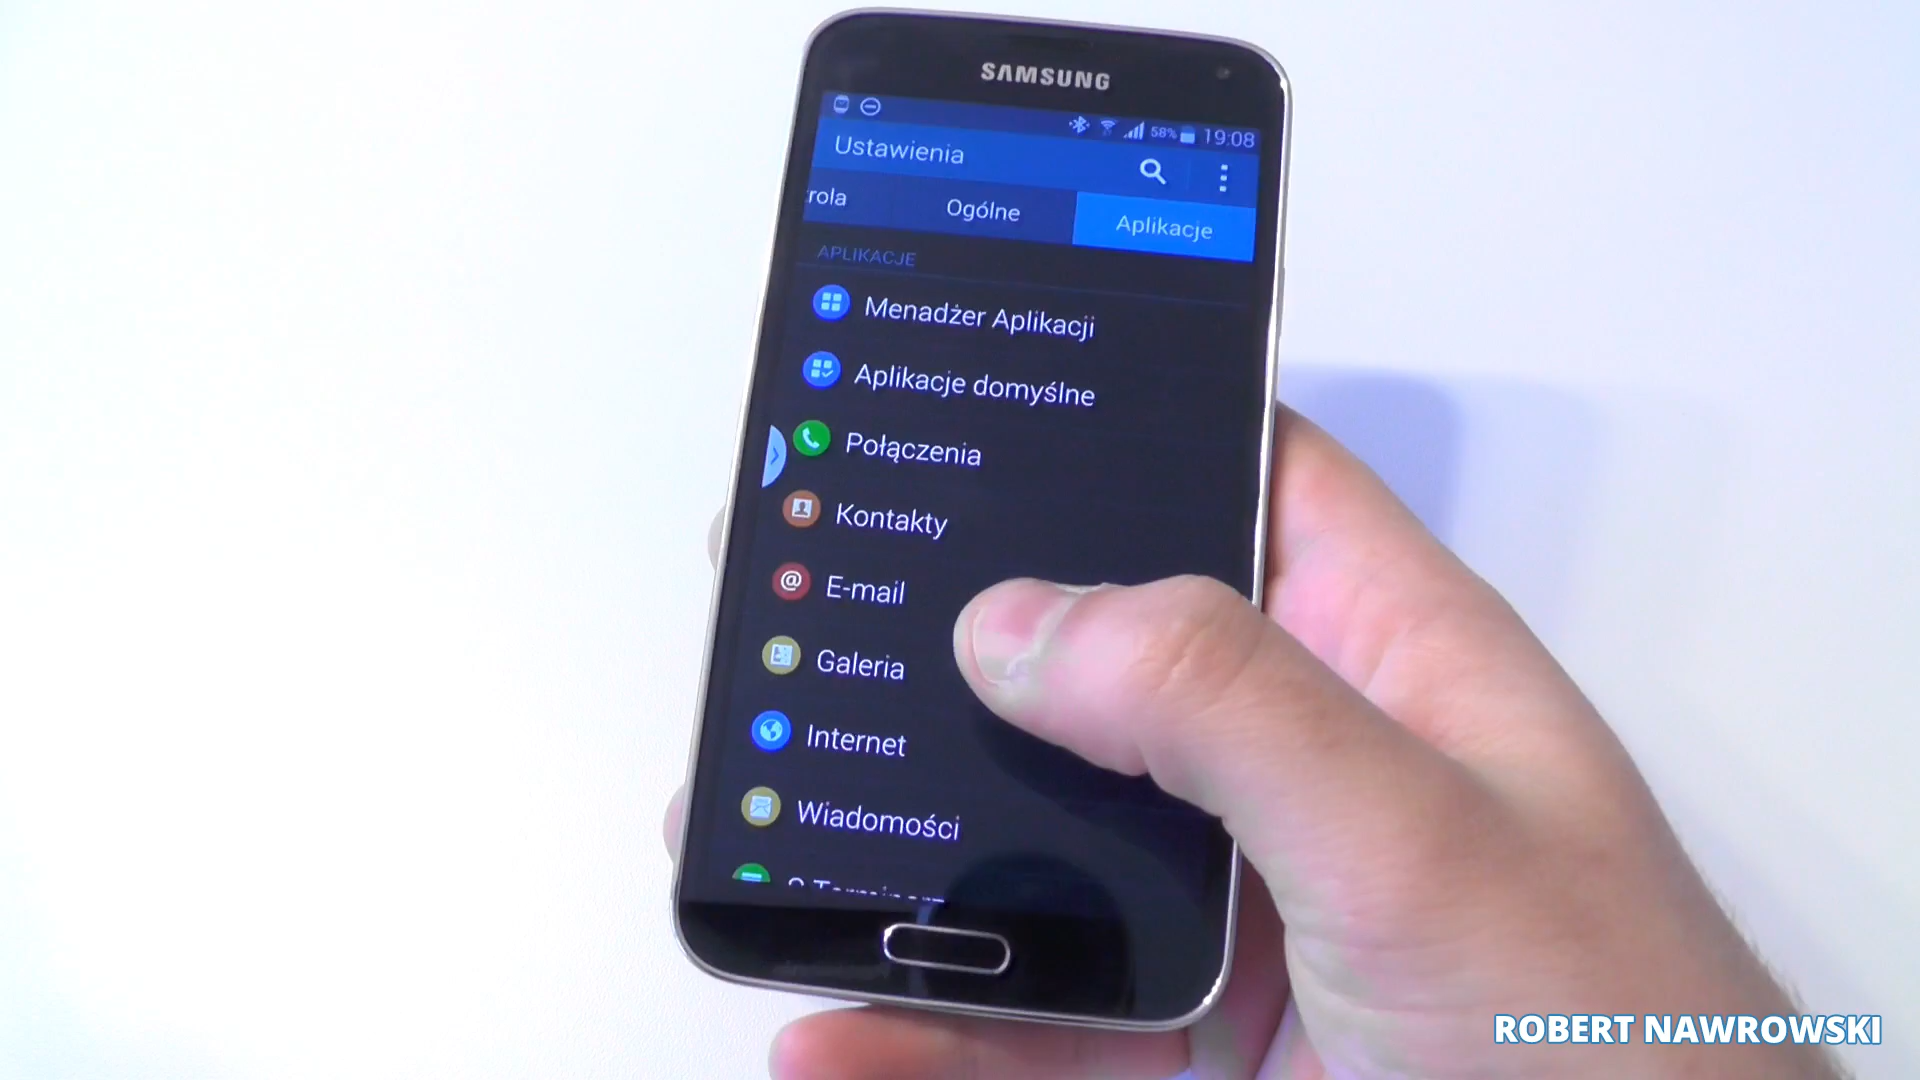 SAMSUNG
58% 19:08
Ustawienia
rola Ogólne Aplikacje
APLIKACJE
Menadżer Aplikacji
Aplikacje domyślne
Połączenia
Kontakty
@ E-mail
Galeria
Internet
Wiadomości
ROBERT NAWROWSKI